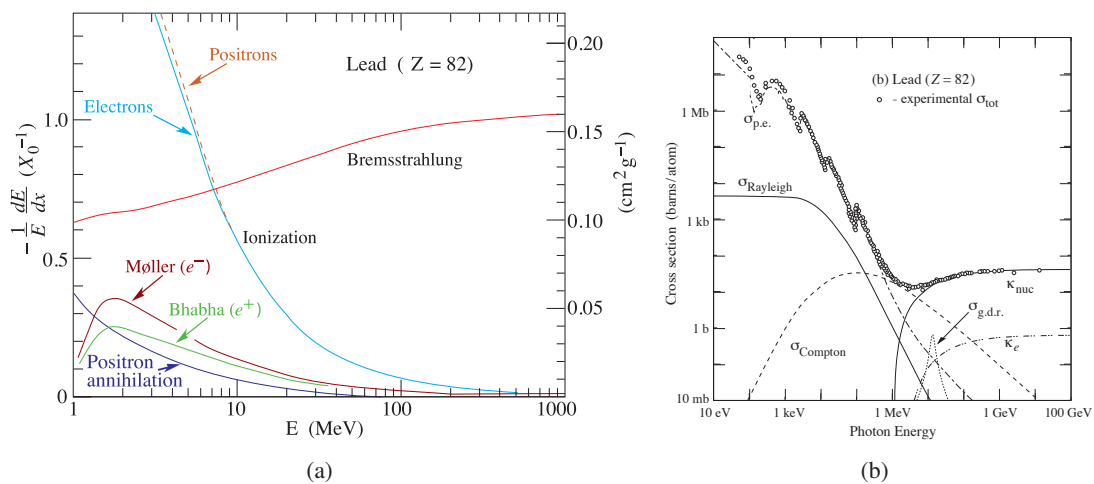 Lead ( Z = 82)
Positrons
Electrons
Bremsstrahlung
Ionization
Møller (e⁻)
Bhabha (e⁺)
Positron
annihilation
−1/E dE/dx (X₀⁻¹)
1.0
0.5
0
0.20
0.15
0.10
0.05
(cm² g⁻¹)
1
10
100
1000
E (MeV)
(a)
(b) Lead (Z = 82)
- experimental σtot
σp.e.
σRayleigh
κnuc
σg.d.r.
σCompton
κe
Cross section (barns/atom)
1 Mb
1 kb
1 b
10 mb
10 eV
1 keV
1 MeV
1 GeV
100 GeV
Photon Energy
(b)